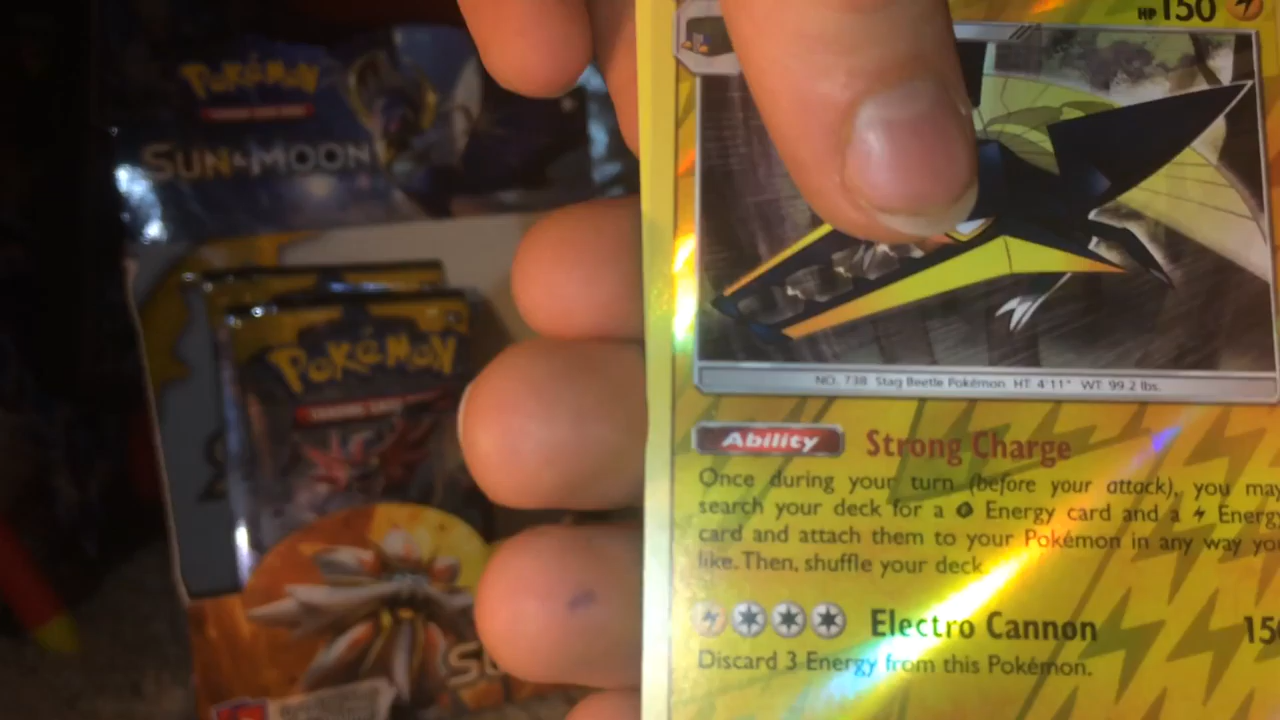 POKéMON
SUN & MOON
POKéMON
HP 150
NO. 738 Stag Beetle Pokémon HT: 4'11" WT: 99.2 lbs.
Ability Strong Charge
Once during your turn (before your attack), you may
search your deck for a Energy card and a Energy
card and attach them to your Pokémon in any way you
like. Then, shuffle your deck
Electro Cannon 150
Discard 3 Energy from this Pokémon.